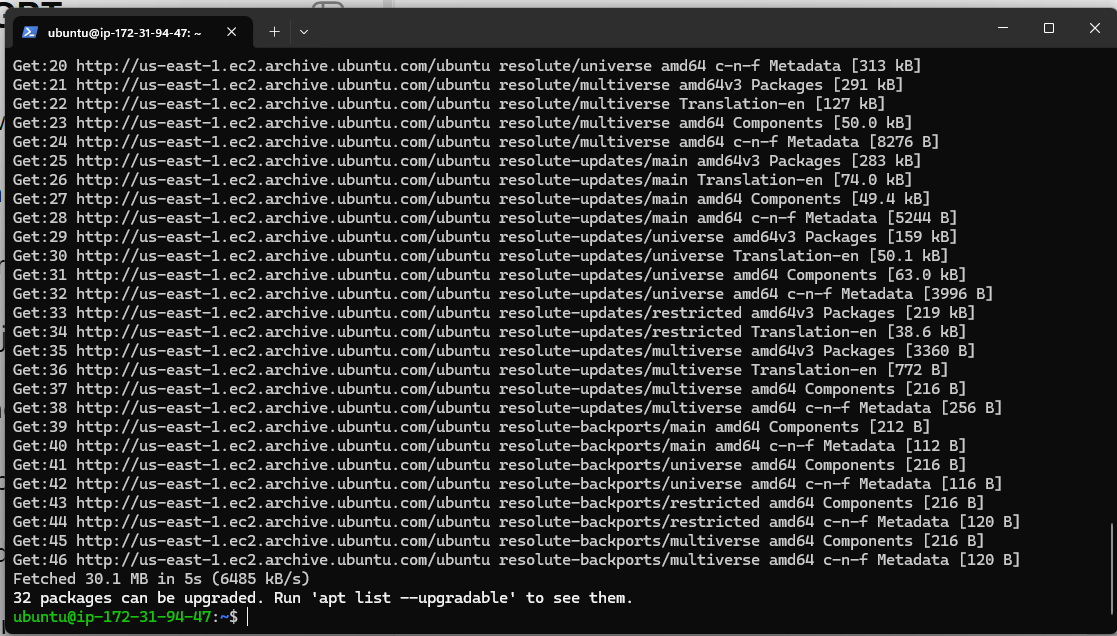 ubuntu@ip-172-31-94-47: ~
Get:20 http://us-east-1.ec2.archive.ubuntu.com/ubuntu resolute/universe amd64 c-n-f Metadata [313 kB]
Get:21 http://us-east-1.ec2.archive.ubuntu.com/ubuntu resolute/multiverse amd64v3 Packages [291 kB]
Get:22 http://us-east-1.ec2.archive.ubuntu.com/ubuntu resolute/multiverse Translation-en [127 kB]
Get:23 http://us-east-1.ec2.archive.ubuntu.com/ubuntu resolute/multiverse amd64 Components [50.0 kB]
Get:24 http://us-east-1.ec2.archive.ubuntu.com/ubuntu resolute/multiverse amd64 c-n-f Metadata [8276 B]
Get:25 http://us-east-1.ec2.archive.ubuntu.com/ubuntu resolute-updates/main amd64v3 Packages [283 kB]
Get:26 http://us-east-1.ec2.archive.ubuntu.com/ubuntu resolute-updates/main Translation-en [74.0 kB]
Get:27 http://us-east-1.ec2.archive.ubuntu.com/ubuntu resolute-updates/main amd64 Components [49.4 kB]
Get:28 http://us-east-1.ec2.archive.ubuntu.com/ubuntu resolute-updates/main amd64 c-n-f Metadata [5244 B]
Get:29 http://us-east-1.ec2.archive.ubuntu.com/ubuntu resolute-updates/universe amd64v3 Packages [159 kB]
Get:30 http://us-east-1.ec2.archive.ubuntu.com/ubuntu resolute-updates/universe Translation-en [50.1 kB]
Get:31 http://us-east-1.ec2.archive.ubuntu.com/ubuntu resolute-updates/universe amd64 Components [63.0 kB]
Get:32 http://us-east-1.ec2.archive.ubuntu.com/ubuntu resolute-updates/universe amd64 c-n-f Metadata [3996 B]
Get:33 http://us-east-1.ec2.archive.ubuntu.com/ubuntu resolute-updates/restricted amd64v3 Packages [219 kB]
Get:34 http://us-east-1.ec2.archive.ubuntu.com/ubuntu resolute-updates/restricted Translation-en [38.6 kB]
Get:35 http://us-east-1.ec2.archive.ubuntu.com/ubuntu resolute-updates/multiverse amd64v3 Packages [3360 B]
Get:36 http://us-east-1.ec2.archive.ubuntu.com/ubuntu resolute-updates/multiverse Translation-en [772 B]
Get:37 http://us-east-1.ec2.archive.ubuntu.com/ubuntu resolute-updates/multiverse amd64 Components [216 B]
Get:38 http://us-east-1.ec2.archive.ubuntu.com/ubuntu resolute-updates/multiverse amd64 c-n-f Metadata [256 B]
Get:39 http://us-east-1.ec2.archive.ubuntu.com/ubuntu resolute-backports/main amd64 Components [212 B]
Get:40 http://us-east-1.ec2.archive.ubuntu.com/ubuntu resolute-backports/main amd64 c-n-f Metadata [112 B]
Get:41 http://us-east-1.ec2.archive.ubuntu.com/ubuntu resolute-backports/universe amd64 Components [216 B]
Get:42 http://us-east-1.ec2.archive.ubuntu.com/ubuntu resolute-backports/universe amd64 c-n-f Metadata [116 B]
Get:43 http://us-east-1.ec2.archive.ubuntu.com/ubuntu resolute-backports/restricted amd64 Components [216 B]
Get:44 http://us-east-1.ec2.archive.ubuntu.com/ubuntu resolute-backports/restricted amd64 c-n-f Metadata [120 B]
Get:45 http://us-east-1.ec2.archive.ubuntu.com/ubuntu resolute-backports/multiverse amd64 Components [216 B]
Get:46 http://us-east-1.ec2.archive.ubuntu.com/ubuntu resolute-backports/multiverse amd64 c-n-f Metadata [120 B]
Fetched 30.1 MB in 5s (6485 kB/s)
32 packages can be upgraded. Run 'apt list --upgradable' to see them.
ubuntu@ip-172-31-94-47:~$